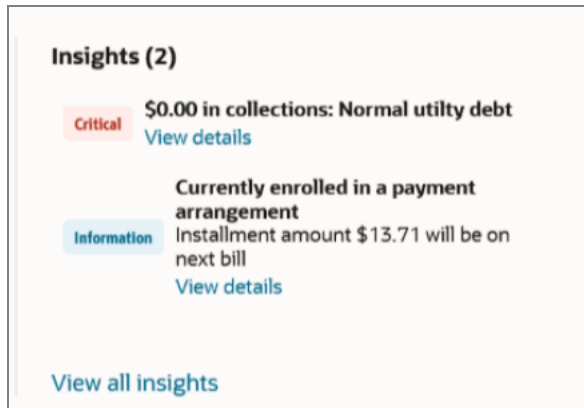 Insights (2)
Critical
$0.00 in collections: Normal utilty debt
View details
Information
Currently enrolled in a payment
arrangement
Installment amount $13.71 will be on
next bill
View details
View all insights